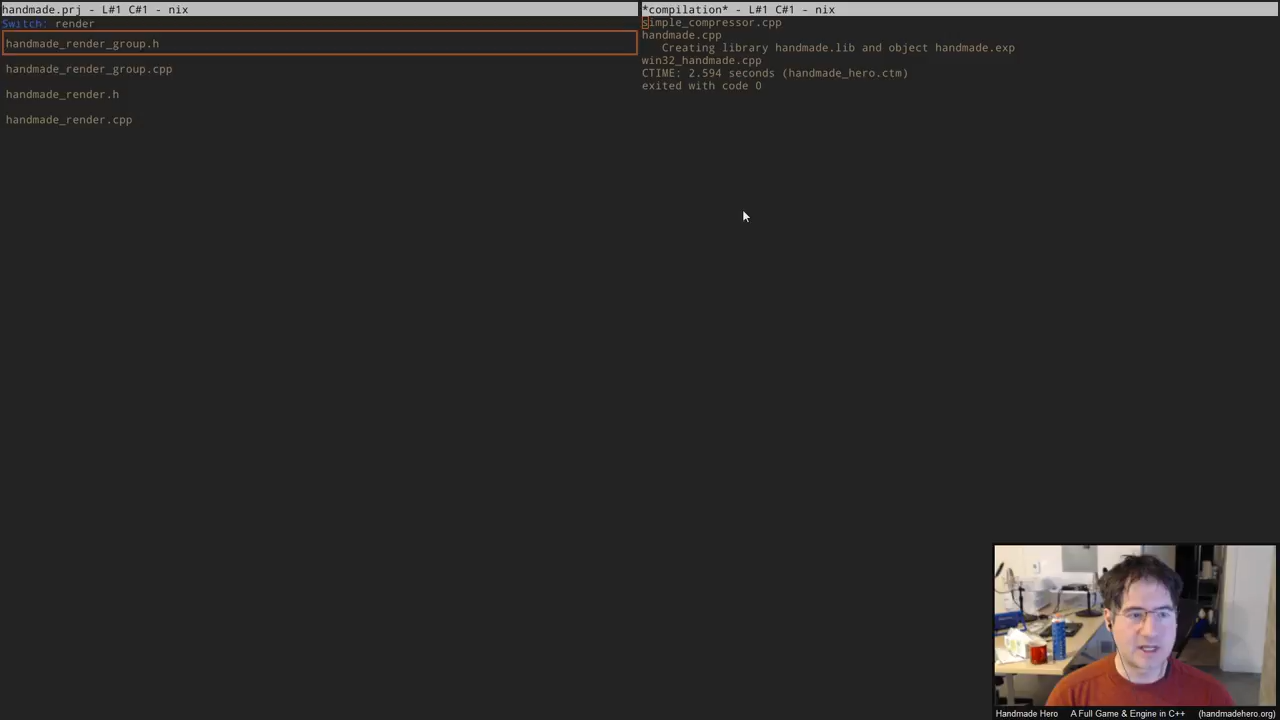 handmade.prj - L#1 C#1 - nix
Switch: render
handmade_render_group.h
handmade_render_group.cpp
handmade_render.h
handmade_render.cpp
*compilation* - L#1 C#1 - nix
simple_compressor.cpp
handmade.cpp
Creating library handmade.lib and object handmade.exp
win32_handmade.cpp
CTIME: 2.594 seconds (handmade_hero.ctm)
exited with code 0
Handmade Hero A Full Game & Engine in C++ (handmadehero.org)